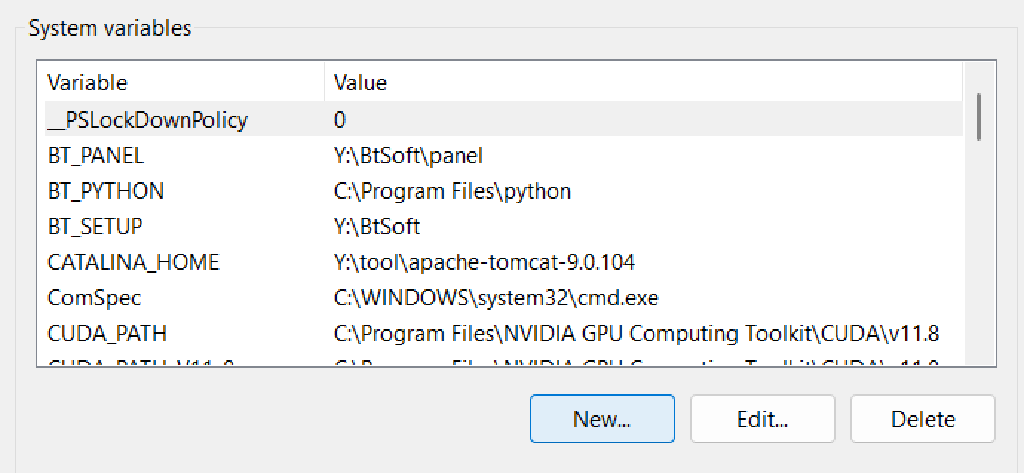 System variables
Variable Value
__PSLockDownPolicy 0
BT_PANEL Y:\BtSoft\panel
BT_PYTHON C:\Program Files\python
BT_SETUP Y:\BtSoft
CATALINA_HOME Y:\tool\apache-tomcat-9.0.104
ComSpec C:\WINDOWS\system32\cmd.exe
CUDA_PATH C:\Program Files\NVIDIA GPU Computing Toolkit\CUDA\v11.8
New... Edit... Delete